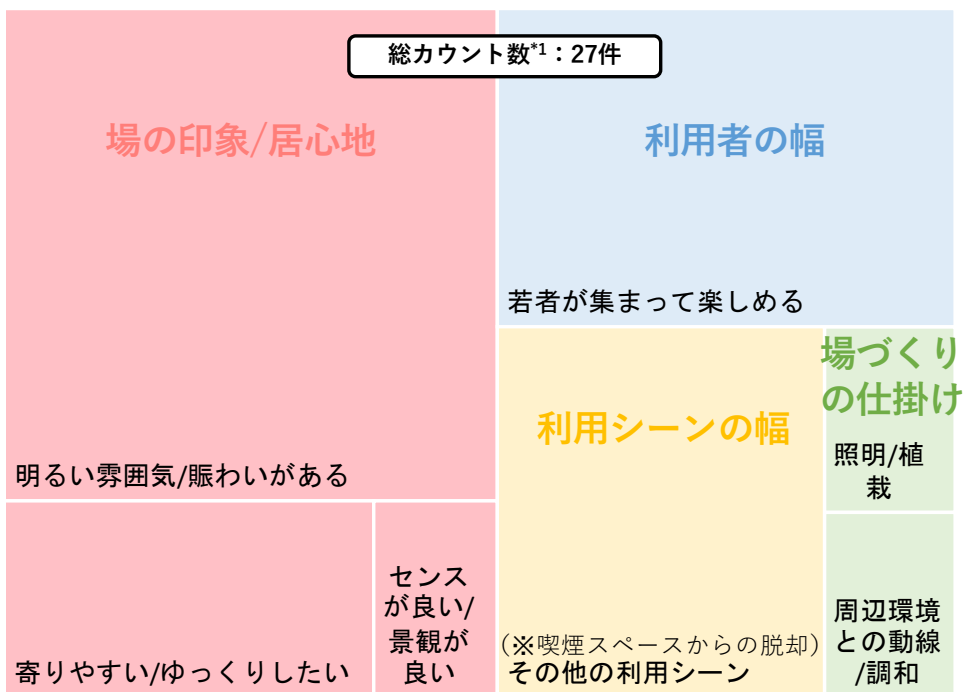 総カウント数*1：27件
場の印象/居心地
明るい雰囲気/賑わいがある
寄りやすい/ゆっくりしたい
センス
が良い/
景観が
良い
利用者の幅
若者が集まって楽しめる
利用シーンの幅
(※喫煙スペースからの脱却)
その他の利用シーン
場づくり
の仕掛け
照明/植
栽
周辺環境
との動線
/調和